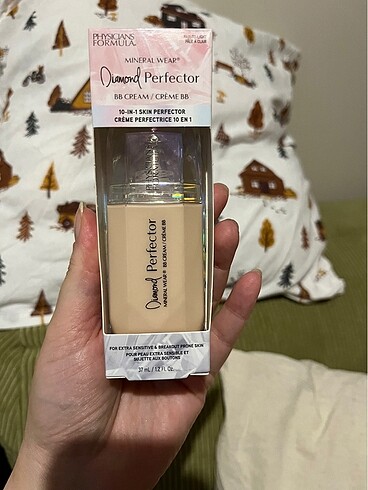 PHYSICIANS
FORMULA®
MINERAL WEAR®
Diamond Perfector
BB CREAM / CRÈME BB
10-IN-1 SKIN PERFECTOR
CRÈME PERFECTRICE 10 EN 1
Diamond Perfector
MINERAL WEAR® BB CREAM / CRÈME BB
FOR EXTRA SENSITIVE & BREAKOUT PRONE SKIN
POUR PEAU EXTRA SENSIBLE ET
SUJETTE AUX BOUTONS
37 mL / 1.2 Fl. Oz.